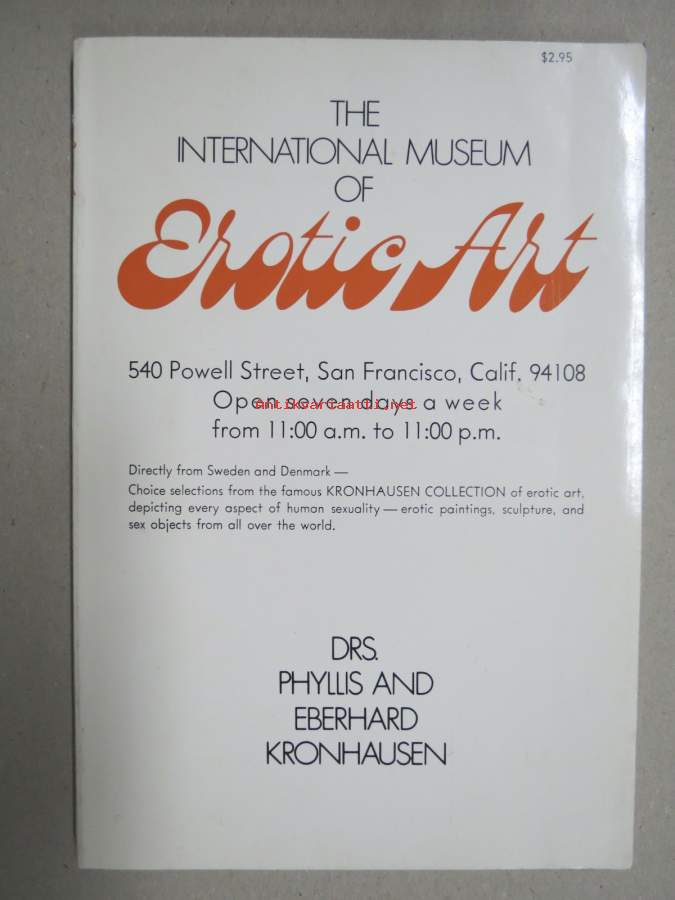 $2.95
THE
INTERNATIONAL MUSEUM
OF
Erotic Art
540 Powell Street, San Francisco, Calif. 94108
Open seven days a week
antikvariaatti.net
from 11:00 a.m. to 11:00 p.m.
Directly from Sweden and Denmark —
Choice selections from the famous KRONHAUSEN COLLECTION of erotic art,
depicting every aspect of human sexuality — erotic paintings, sculpture, and
sex objects from all over the world.
DRS.
PHYLLIS AND
EBERHARD
KRONHAUSEN